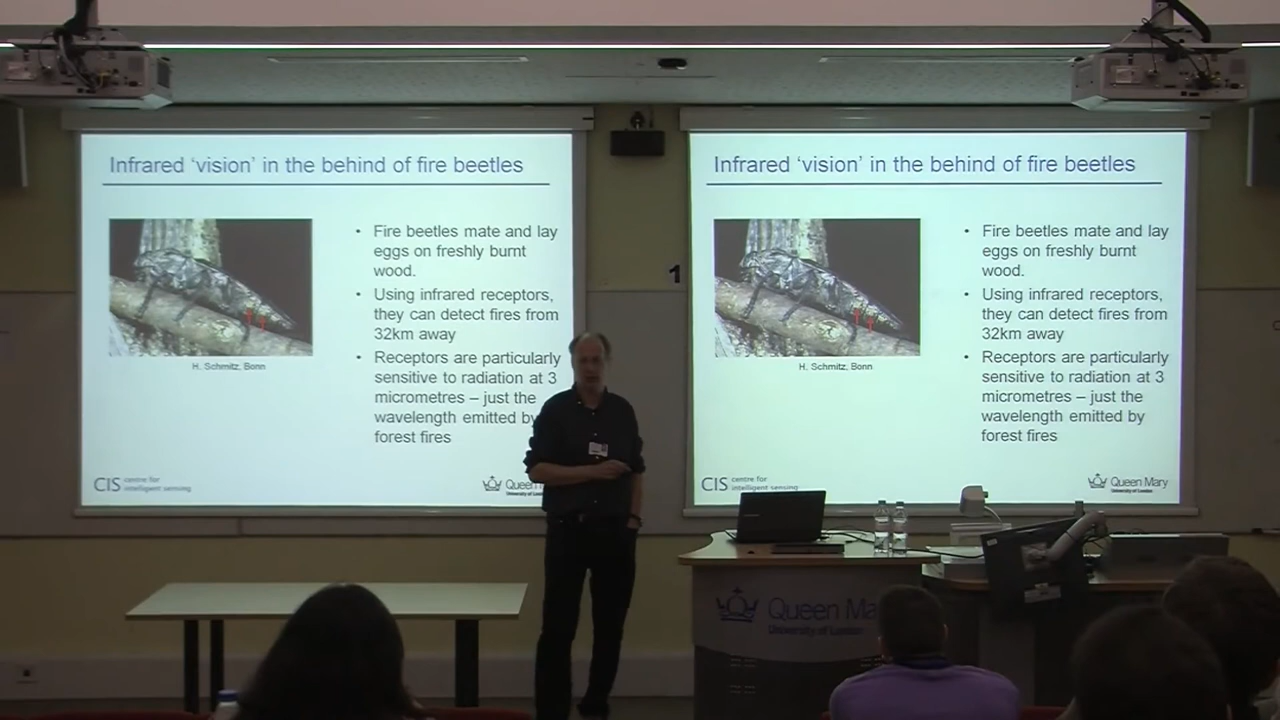 Infrared ‘vision’ in the behind of fire beetles
• Fire beetles mate and lay
eggs on freshly burnt
wood.
• Using infrared receptors,
they can detect fires from
32km away
• Receptors are particularly
sensitive to radiation at 3
micrometres – just the
wavelength emitted by
forest fires
H. Schmitz, Bonn
CIS centre for
intelligent sensing
Queen
University of Lon
1
Infrared ‘vision’ in the behind of fire beetles
• Fire beetles mate and lay
eggs on freshly burnt
wood.
• Using infrared receptors,
they can detect fires from
32km away
• Receptors are particularly
sensitive to radiation at 3
micrometres – just the
wavelength emitted by
forest fires
H. Schmitz, Bonn
CIS centre for
intelligent sensing
Queen Mary
University of London
Queen Ma
University of London